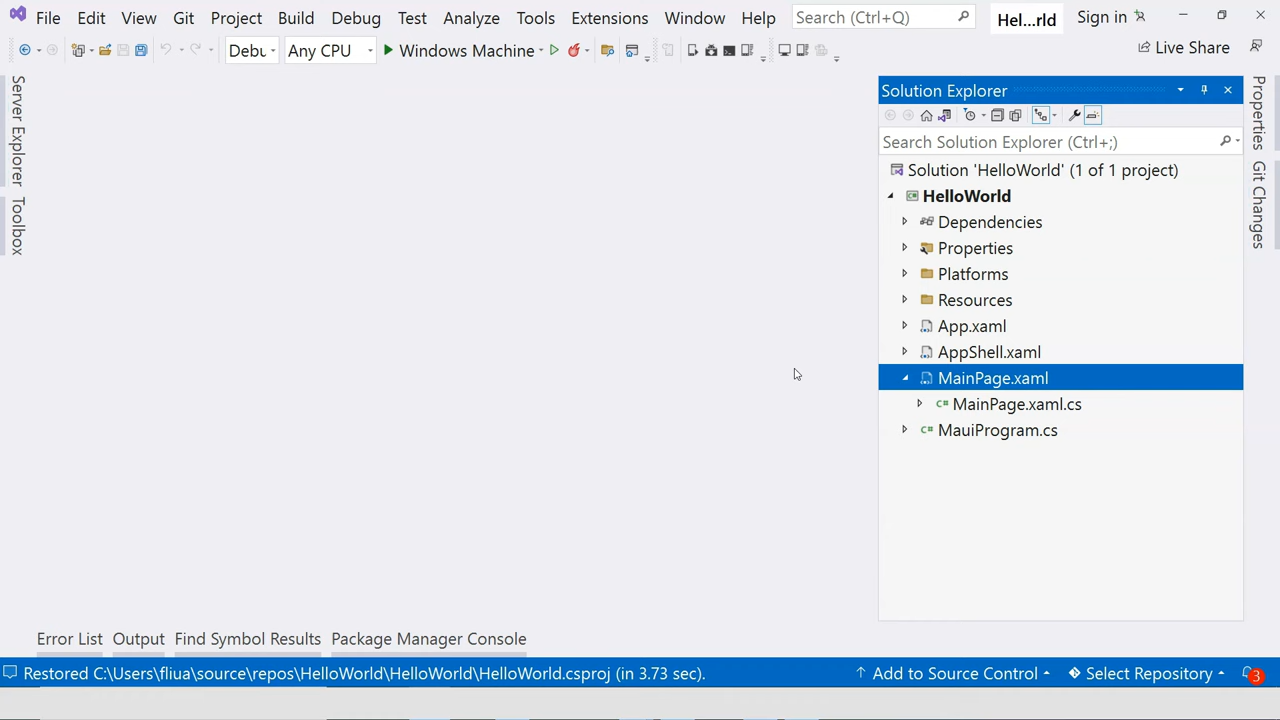 File Edit View Git Project Build Debug Test Analyze Tools Extensions Window Help Search (Ctrl+Q) Hel...rld Sign in
Debu Any CPU Windows Machine Live Share
Server Explorer
Toolbox
Solution Explorer
Search Solution Explorer (Ctrl+;)
Solution 'HelloWorld' (1 of 1 project)
HelloWorld
Dependencies
Properties
Platforms
Resources
App.xaml
AppShell.xaml
MainPage.xaml
C# MainPage.xaml.cs
C# MauiProgram.cs
Properties
Git Changes
Error List Output Find Symbol Results Package Manager Console
Restored C:\Users\fliua\source\repos\HelloWorld\HelloWorld\HelloWorld.csproj (in 3.73 sec). Add to Source Control Select Repository 3